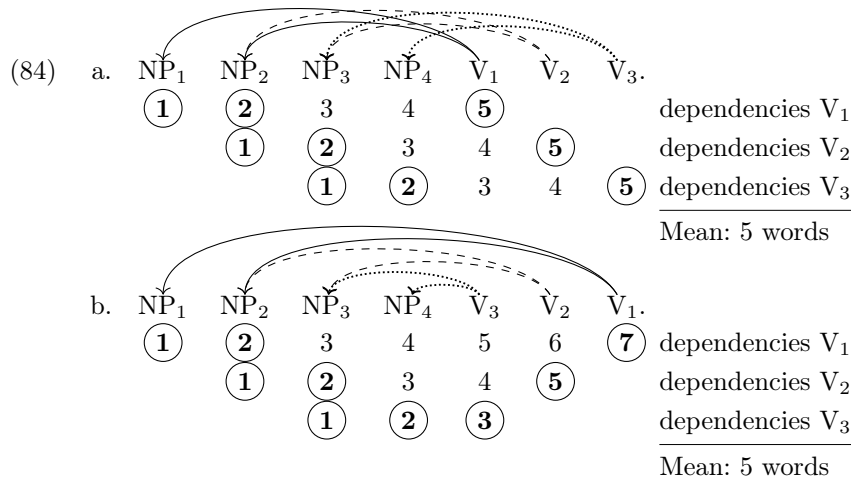 (84) a. NP₁ NP₂ NP₃ NP₄ V₁ V₂ V₃.
1 2 3 4 5 dependencies V₁
1 2 3 4 5 dependencies V₂
1 2 3 4 5 dependencies V₃
Mean: 5 words
b. NP₁ NP₂ NP₃ NP₄ V₃ V₂ V₁.
1 2 3 4 5 6 7 dependencies V₁
1 2 3 4 5 dependencies V₂
1 2 3 dependencies V₃
Mean: 5 words